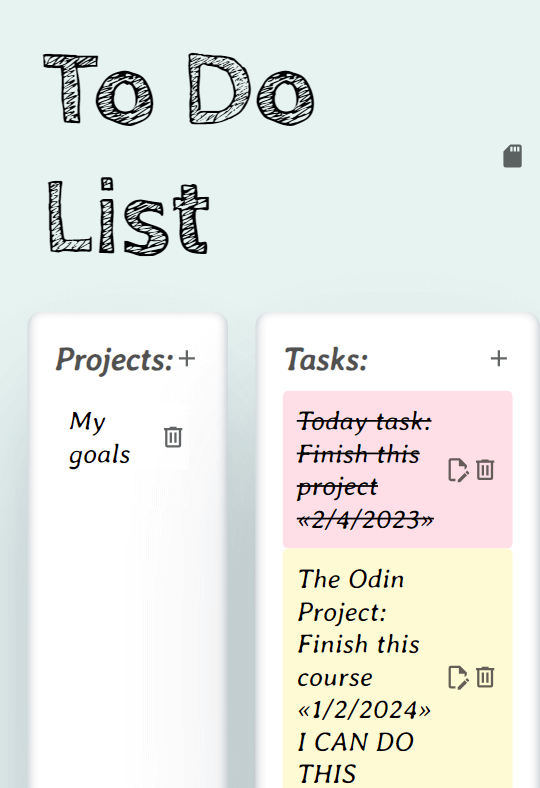 To Do
List
Projects:
My
goals
Tasks:
Today task:
Finish this
project
«2/4/2023»
The Odin
Project:
Finish this
course
«1/2/2024»
I CAN DO
THIS